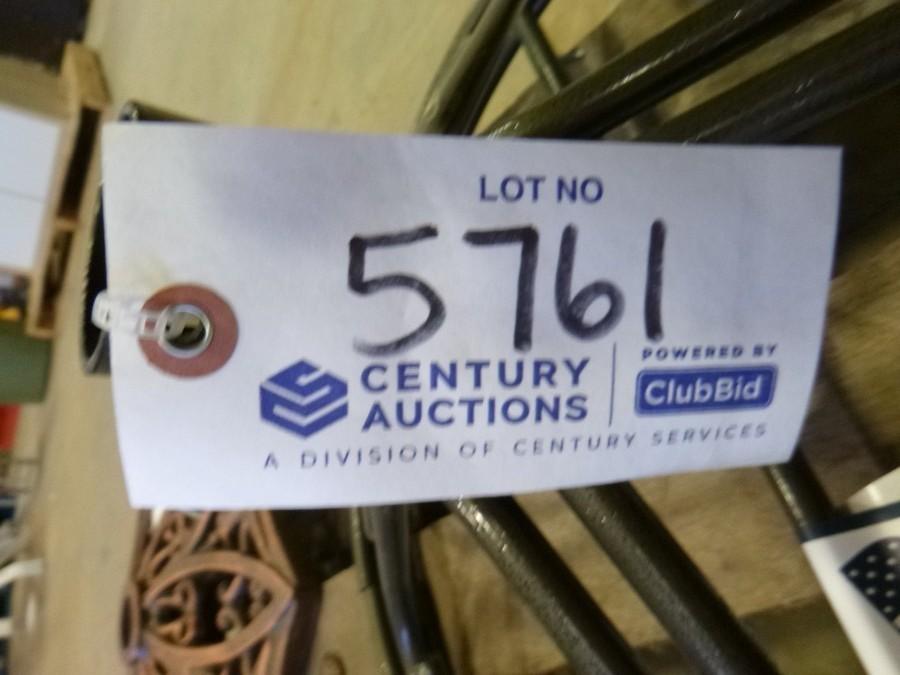 LOT NO
5761
CENTURY
AUCTIONS
POWERED BY
ClubBid
A DIVISION OF CENTURY SERVICES